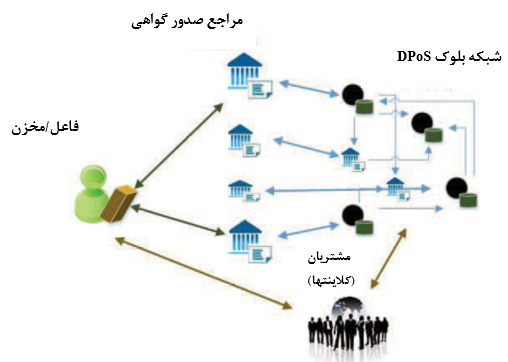 مراجع صدور گواهی
شبکه بلوک DPoS
فاعل/مخزن
مشتریان
(کلاینتها)